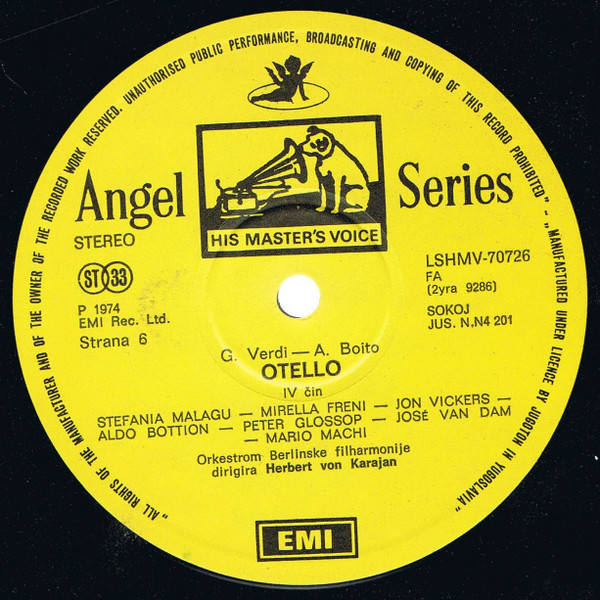 "ALL RIGHTS OF THE MANUFACTURER AND OF THE OWNER OF THE RECORDED WORK RESERVED. UNAUTHORISED PUBLIC PERFORMANCE, BROADCASTING AND COPYING OF THIS RECORD PROHIBITED" - "MANUFACTURED UNDER LICENCE BY JUGOTON IN YUGOSLAVIA"
Angel Series
HIS MASTER'S VOICE
STEREO
ST 33
P 1974
EMI Rec. Ltd.
Strana 6
LSHMV-70726
FA
(2yra 9286)
SOKOJ
JUS. N,N4 201
G. Verdi — A. Boito
OTELLO
IV čin
STEFANIA MALAGU — MIRELLA FRENI — JON VICKERS —
ALDO BOTTION — PETER GLOSSOP — JOSÉ VAN DAM
— MARIO MACHI
Orkestrom Berlinske filharmonije
dirigira Herbert von Karajan
EMI